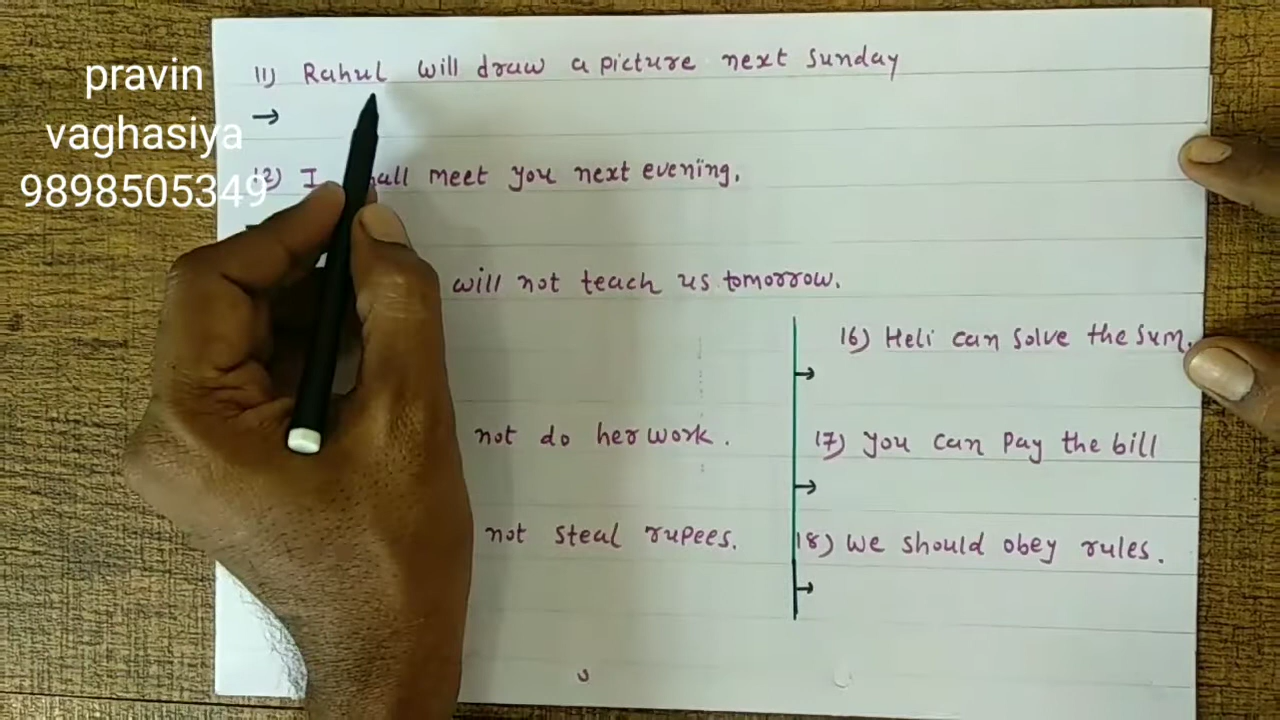 pravin
vaghasiya
9898505349
11) Rahul will draw a picture next Sunday
→
12) I meet you next evening.
will not teach us tomorrow.
not do her work.
not steal rupees.
16) Heli can solve the sum.
→
17) you can pay the bill
→
18) we should obey rules.
→